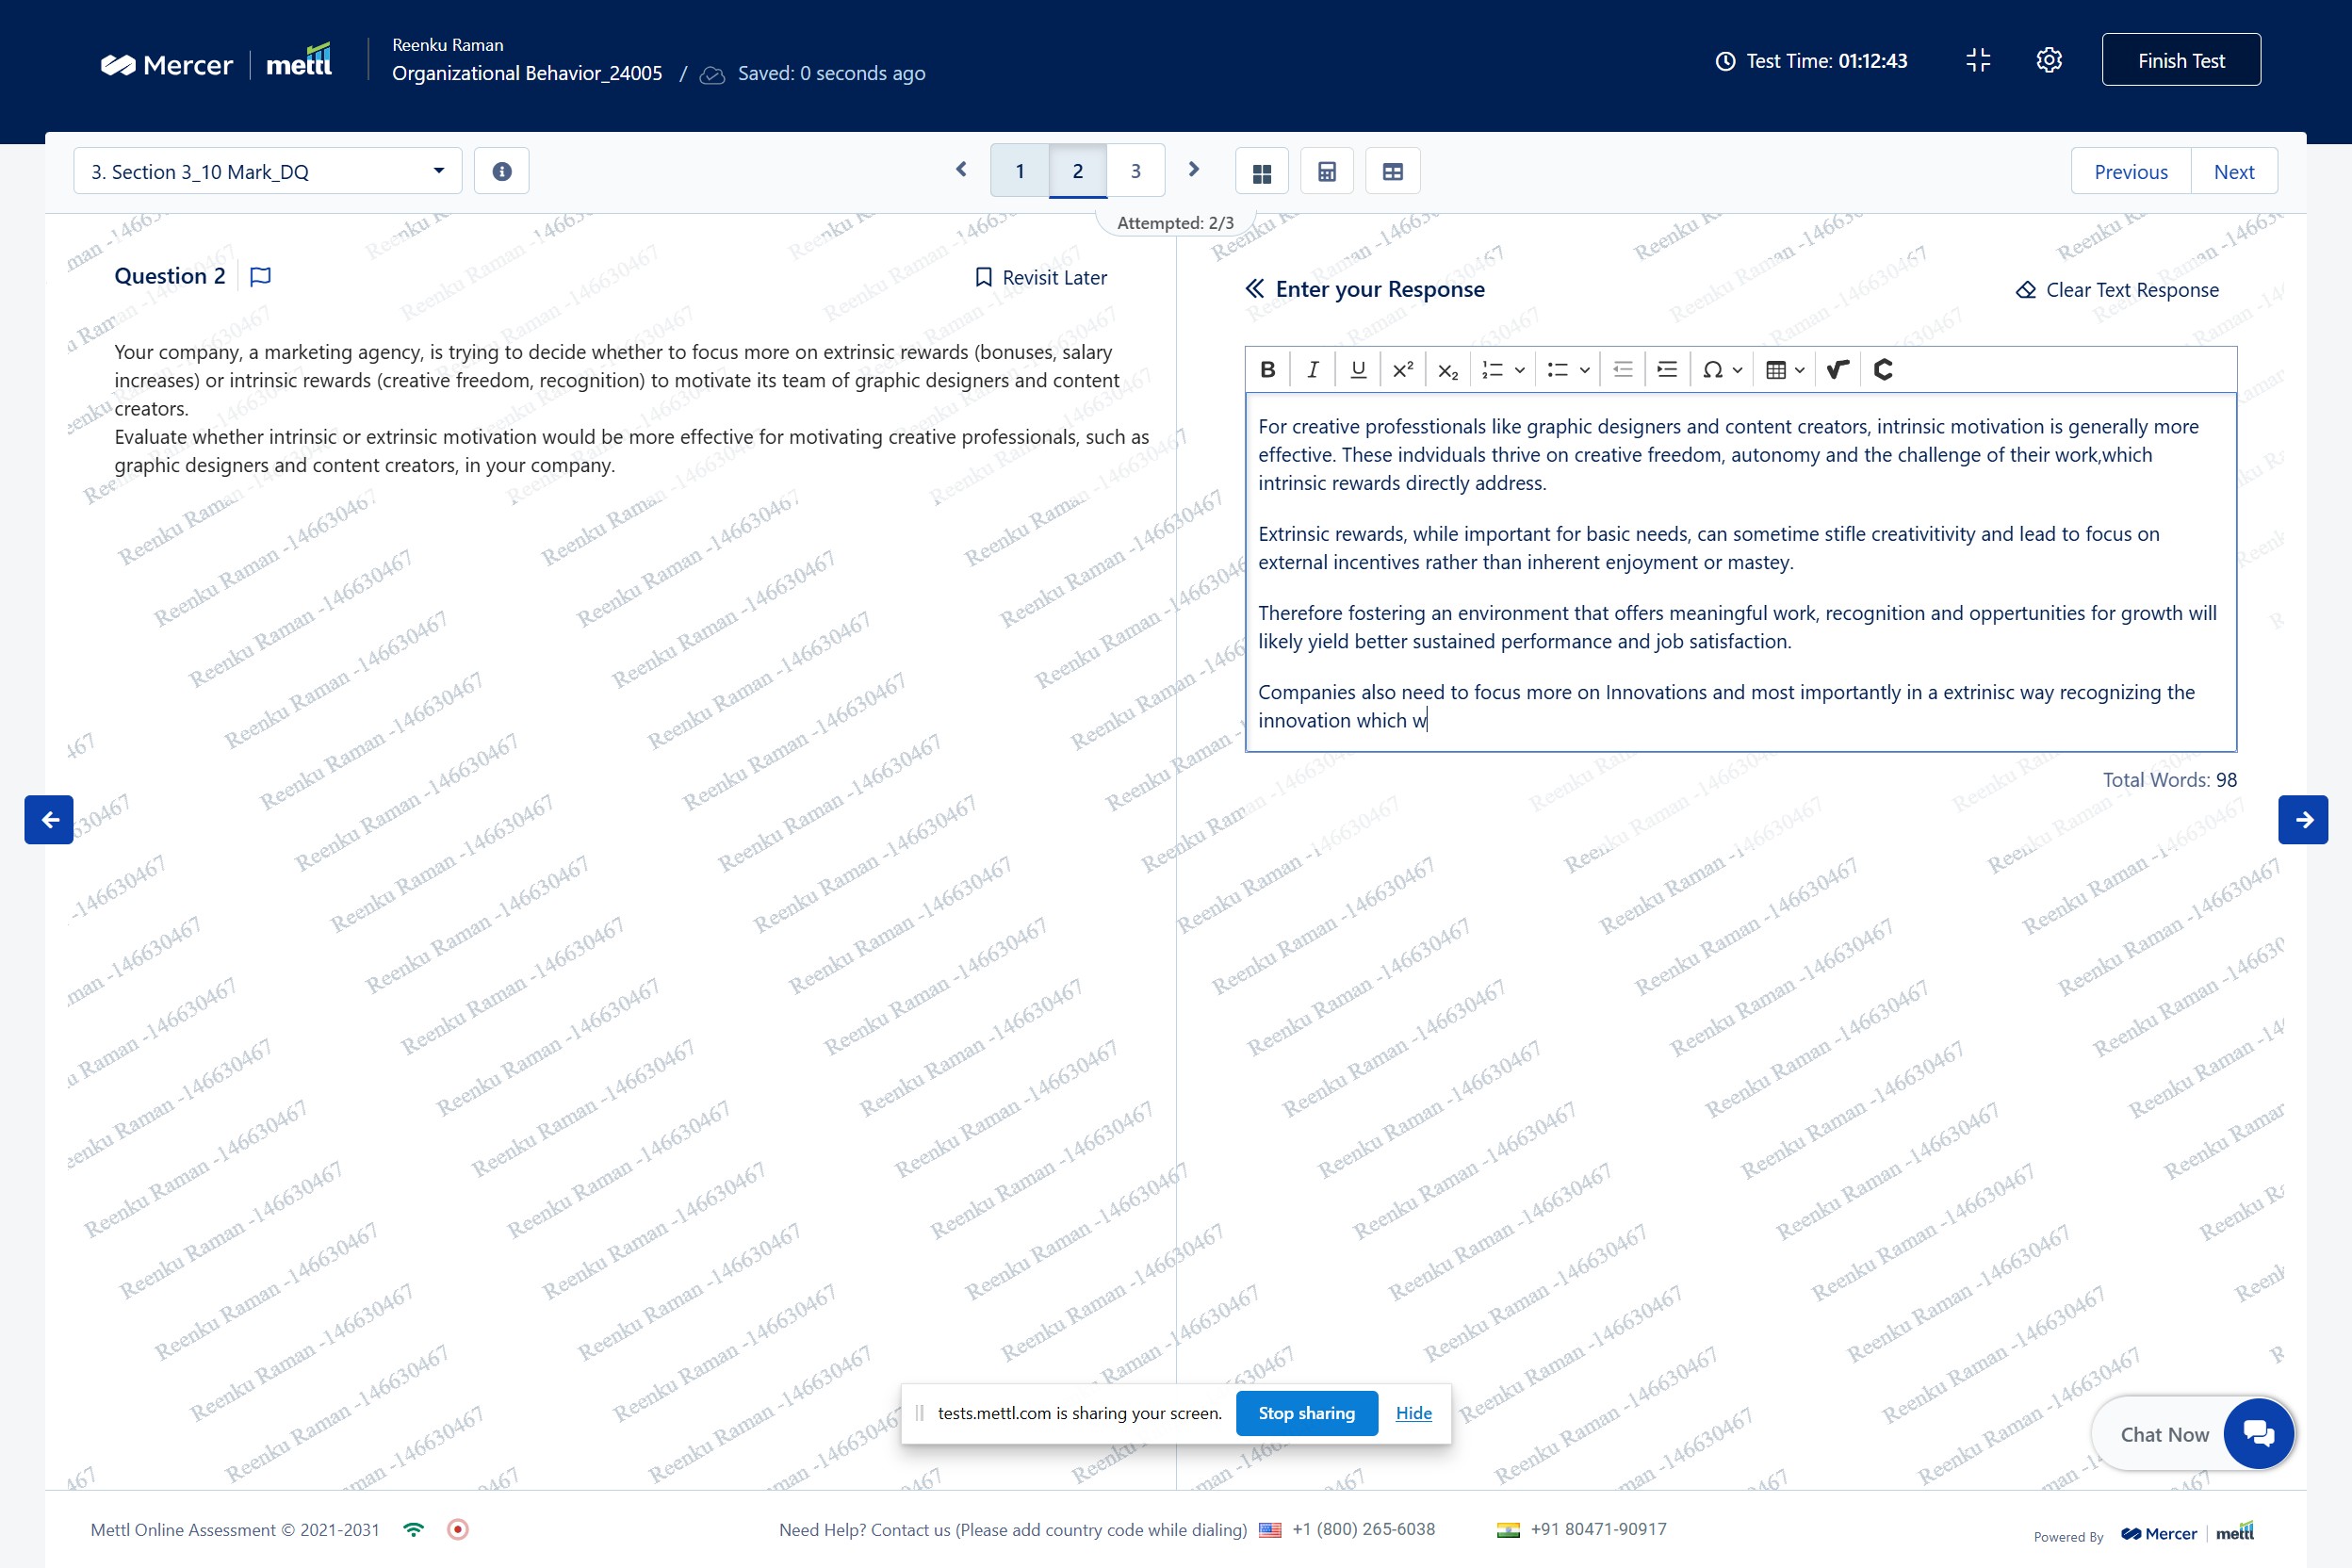 Mercer | mettl
Reenku Raman
Organizational Behavior_24005 / Saved: 0 seconds ago
Test Time: 01:12:43
Finish Test
3. Section 3_10 Mark_DQ
1 2 3
Previous Next
Attempted: 2/3
Question 2
Revisit Later
Your company, a marketing agency, is trying to decide whether to focus more on extrinsic rewards (bonuses, salary
increases) or intrinsic rewards (creative freedom, recognition) to motivate its team of graphic designers and content
creators.
Evaluate whether intrinsic or extrinsic motivation would be more effective for motivating creative professionals, such as
graphic designers and content creators, in your company.
Enter your Response
Clear Text Response
For creative professtionals like graphic designers and content creators, intrinsic motivation is generally more
effective. These indviduals thrive on creative freedom, autonomy and the challenge of their work,which
intrinsic rewards directly address.
Extrinsic rewards, while important for basic needs, can sometime stifle creativitivity and lead to focus on
external incentives rather than inherent enjoyment or mastey.
Therefore fostering an environment that offers meaningful work, recognition and oppertunities for growth will
likely yield better sustained performance and job satisfaction.
Companies also need to focus more on Innovations and most importantly in a extrinisc way recognizing the
innovation which w
Total Words: 98
Reenku Raman -146630467
tests.mettl.com is sharing your screen.
Stop sharing
Hide
Chat Now
Mettl Online Assessment © 2021-2031
Need Help? Contact us (Please add country code while dialing) +1 (800) 265-6038 +91 80471-90917
Powered By Mercer | mettl